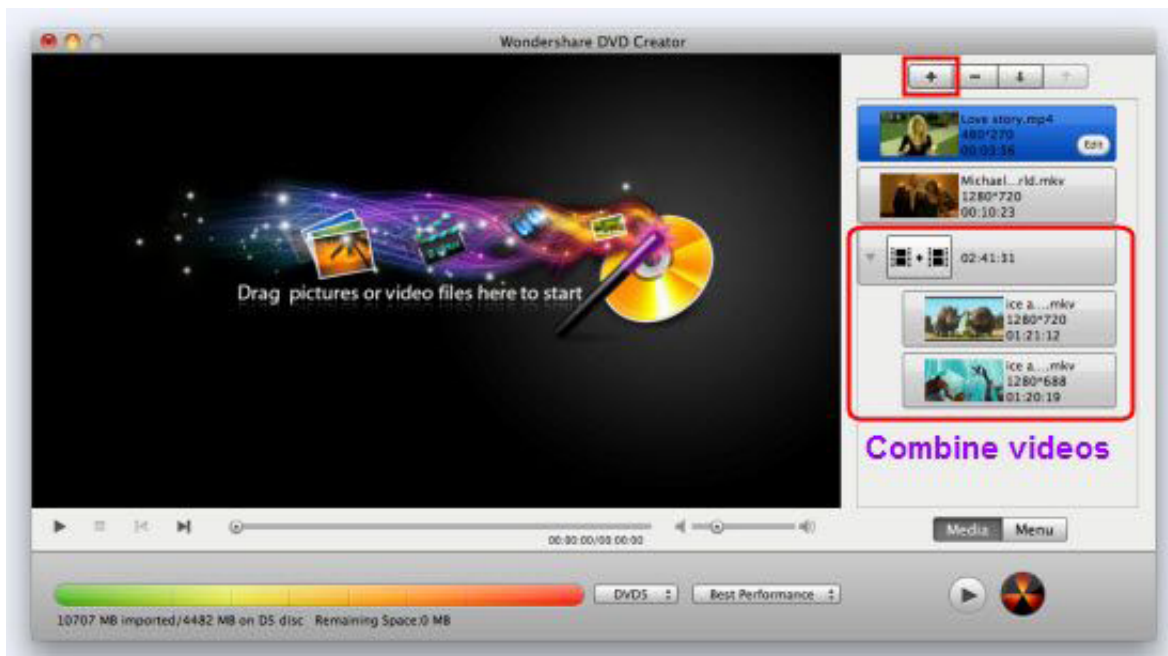 Wondershare DVD Creator
Drag pictures or video files here to start
Love story.mp4
480*270
00:03:56
Edit
Michael...rld.mkv
1280*720
00:10:23
02:41:31
ice a....mkv
1280*720
01:21:12
ice a....mkv
1280*688
01:20:19
Combine videos
00:00:00/00:00:00
Media Menu
DVD5 Best Performance
10707 MB imported/4482 MB on D5 disc Remaining Space:0 MB